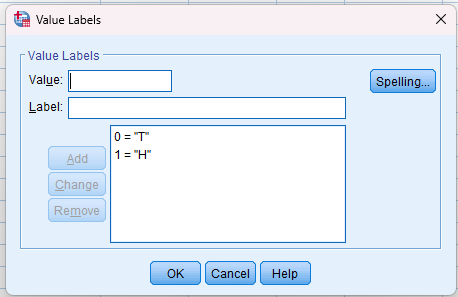 Value Labels
Value Labels
Value:
Spelling...
Label:
0 = "T"
1 = "H"
Add
Change
Remove
OK Cancel Help